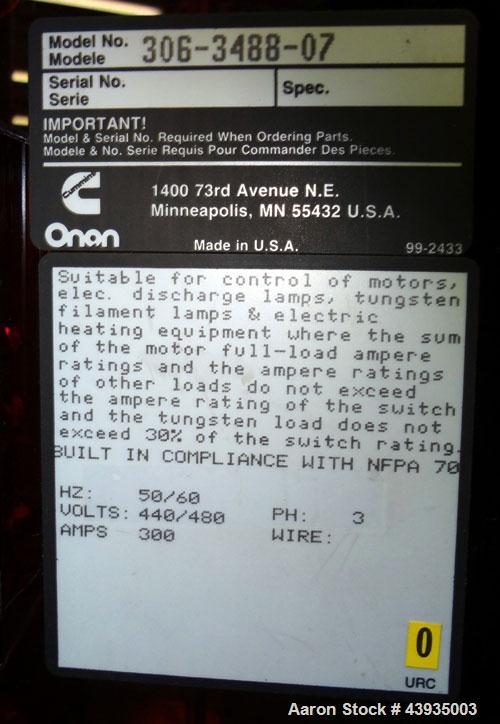 Model No. 306-3488-07
Modele
Serial No.
Serie
Spec.
IMPORTANT!
Model & Serial No. Required When Ordering Parts.
Modele & No. Serie Requis Pour Commander Des Pieces.
Cummins
1400 73rd Avenue N.E.
Minneapolis, MN 55432 U.S.A.
Onan
Made in U.S.A.
99-2433
Suitable for control of motors,
elec. discharge lamps, tungsten
filament lamps & electric
heating equipment where the sum
of the motor full-load ampere
ratings and the ampere ratings
of other loads do not exceed
the ampere rating of the switch
and the tungsten load does not
exceed 30% of the switch rating.
BUILT IN COMPLIANCE WITH NFPA 70
HZ: 50/60
VOLTS: 440/480 PH: 3
AMPS 300 WIRE:
0
URC
Aaron Stock # 43935003